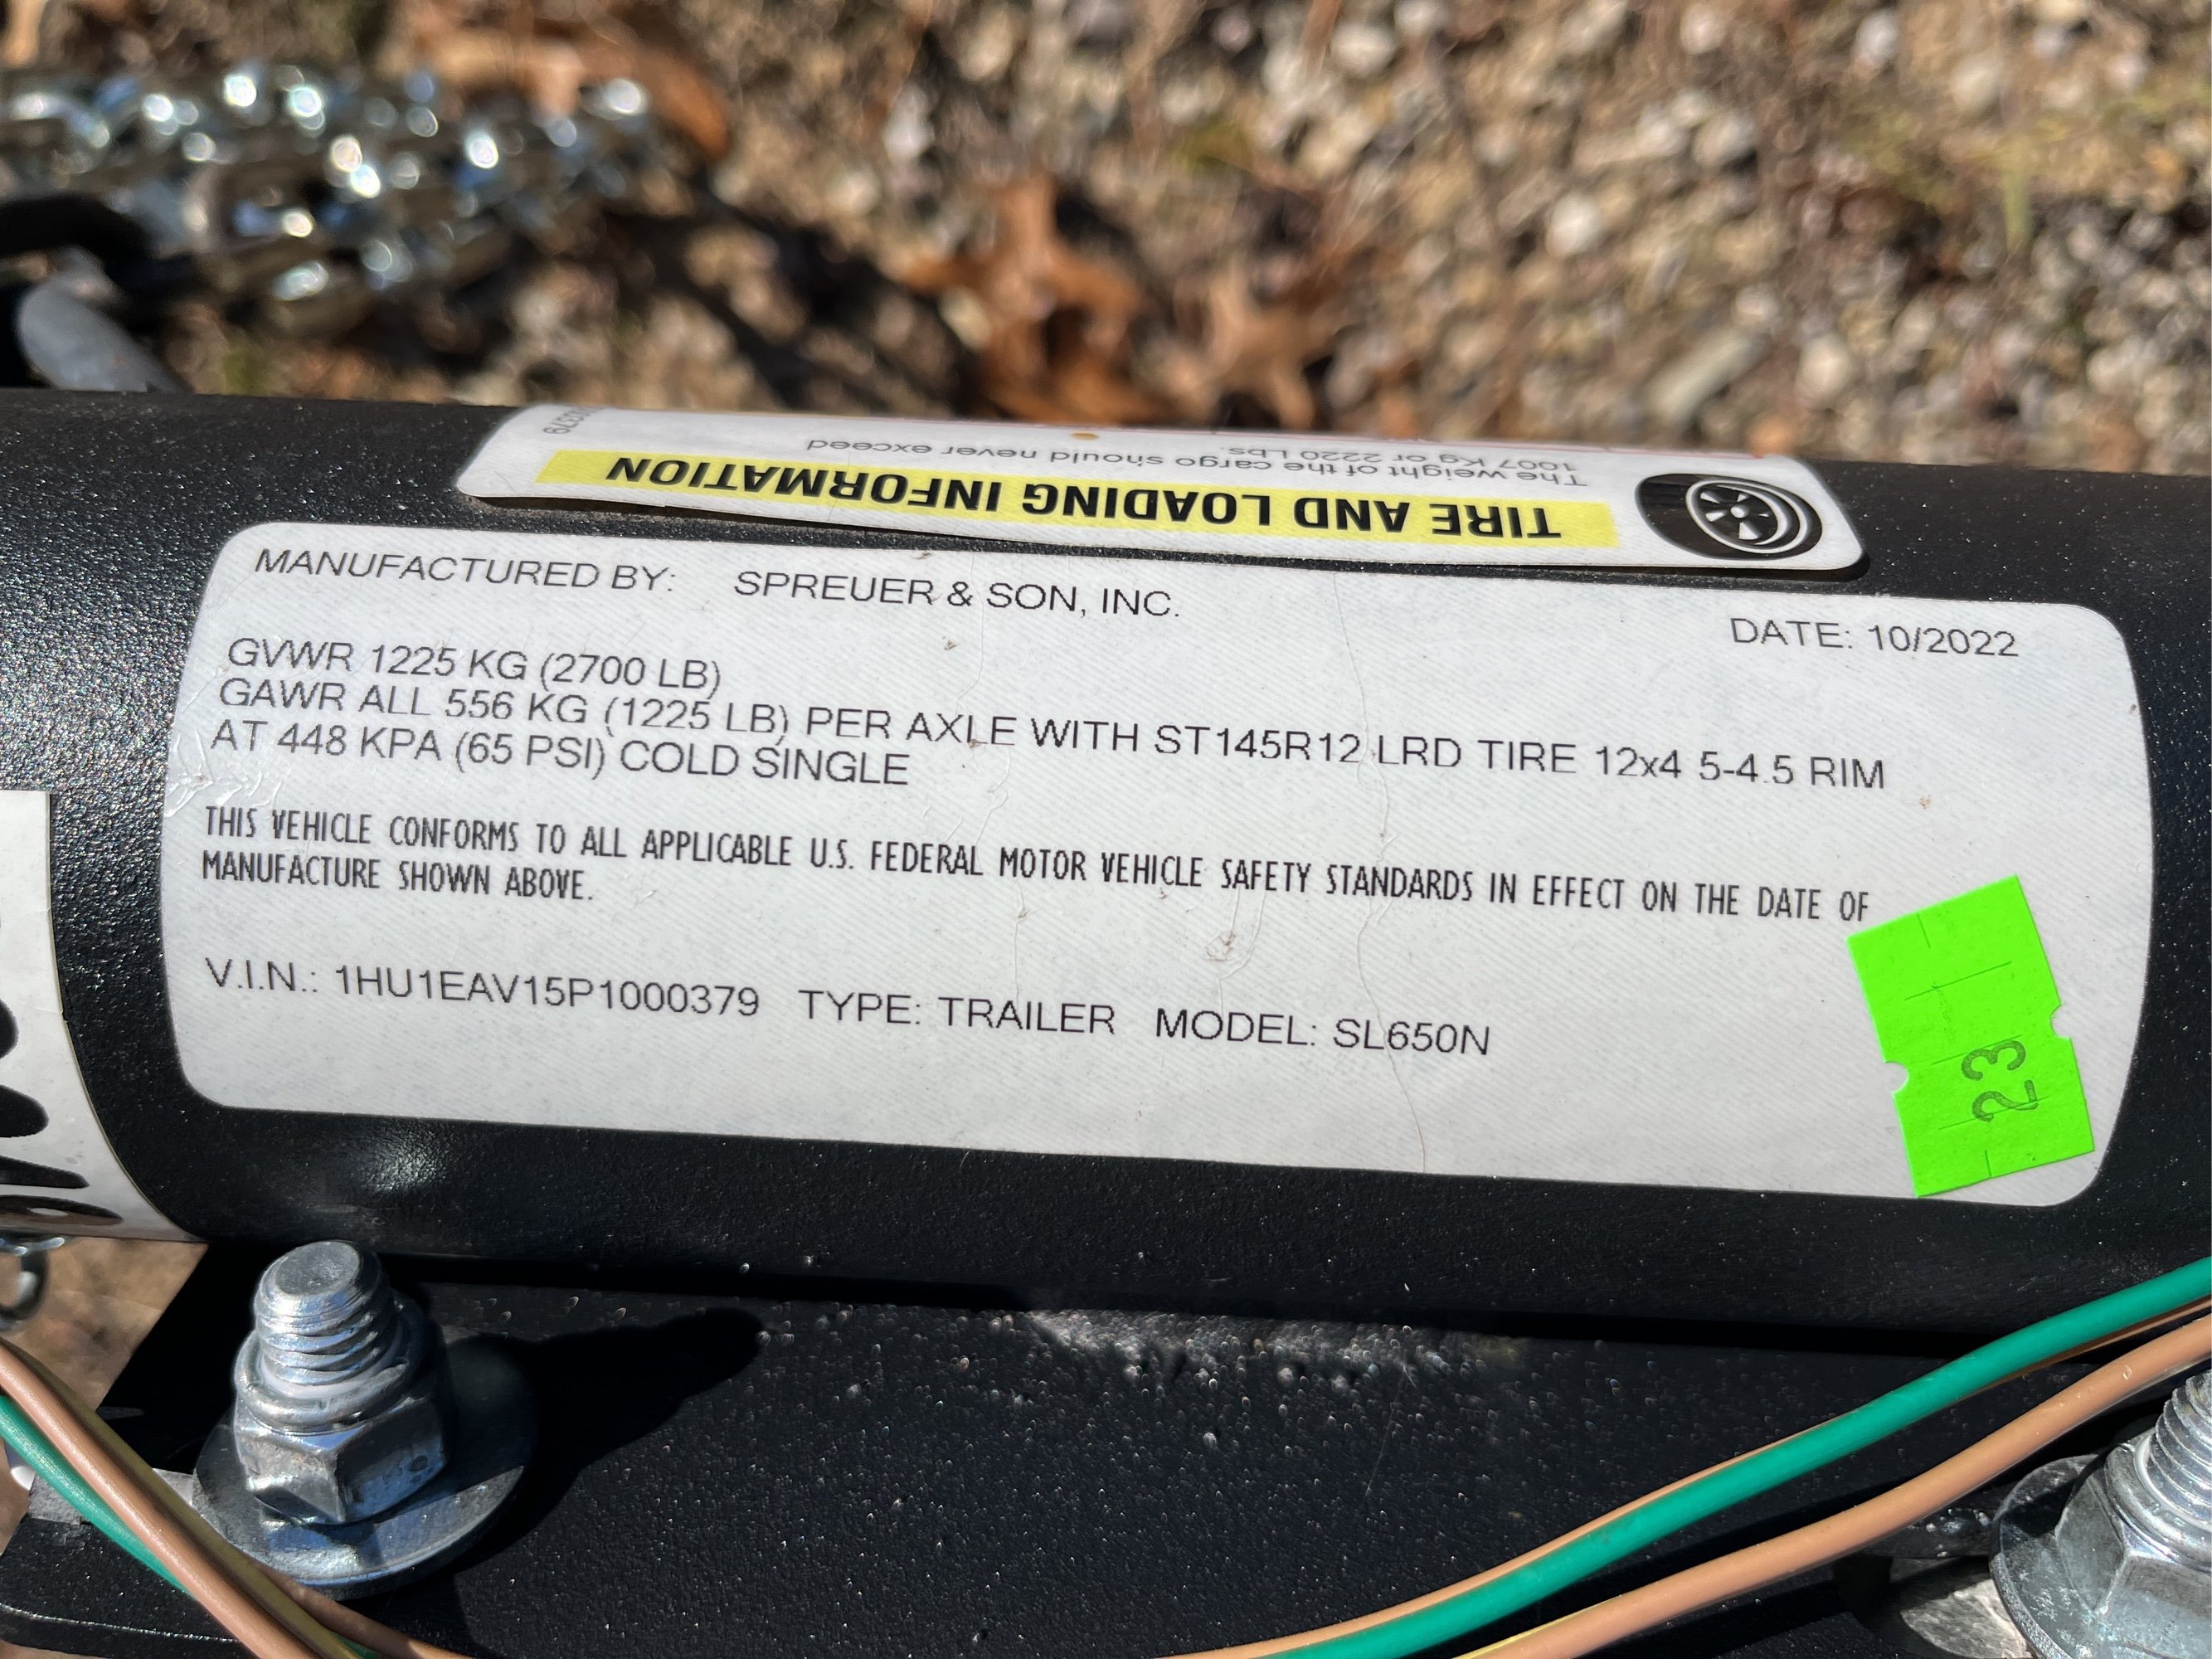 TIRE AND LOADING INFORMATION
The weight of the cargo should never exceed
1007 Kg or 2220 Lbs.
MANUFACTURED BY: SPREUER & SON, INC.
DATE: 10/2022
GVWR 1225 KG (2700 LB)
GAWR ALL 556 KG (1225 LB) PER AXLE WITH ST145R12 LRD TIRE 12x4 5-4.5 RIM
AT 448 KPA (65 PSI) COLD SINGLE
THIS VEHICLE CONFORMS TO ALL APPLICABLE U.S. FEDERAL MOTOR VEHICLE SAFETY STANDARDS IN EFFECT ON THE DATE OF
MANUFACTURE SHOWN ABOVE.
V.I.N.: 1HU1EAV15P1000379 TYPE: TRAILER MODEL: SL650N
23